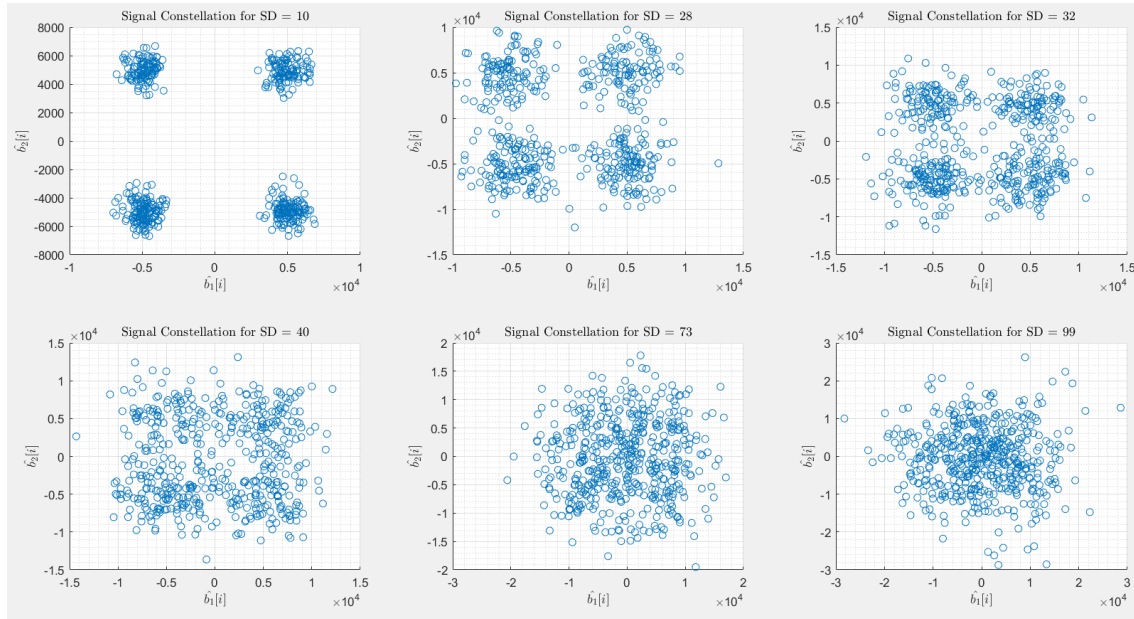 Signal Constellation for SD = 10
8000
6000
4000
2000
0
-2000
-4000
-6000
-8000
-1 -0.5 0 0.5 1
×10⁴
b̂₁[i]
b̂₂[i]
Signal Constellation for SD = 28
×10⁴
1
0.5
0
-0.5
-1
-1.5
-10 -5 0 5 10 15
×10⁴
b̂₁[i]
b̂₂[i]
Signal Constellation for SD = 32
×10⁴
1.5
1
0.5
0
-0.5
-1
-1.5
-1.5 -1 -0.5 0 0.5 1 1.5
×10⁴
b̂₁[i]
b̂₂[i]
Signal Constellation for SD = 40
×10⁴
1.5
1
0.5
0
-0.5
-1
-1.5
-1.5 -1 -0.5 0 0.5 1 1.5
×10⁴
b̂₁[i]
b̂₂[i]
Signal Constellation for SD = 73
×10⁴
2
1.5
1
0.5
0
-0.5
-1
-1.5
-2
-3 -2 -1 0 1 2
×10⁴
b̂₁[i]
b̂₂[i]
Signal Constellation for SD = 99
×10⁴
3
2
1
0
-1
-2
-3
-3 -2 -1 0 1 2 3
×10⁴
b̂₁[i]
b̂₂[i]